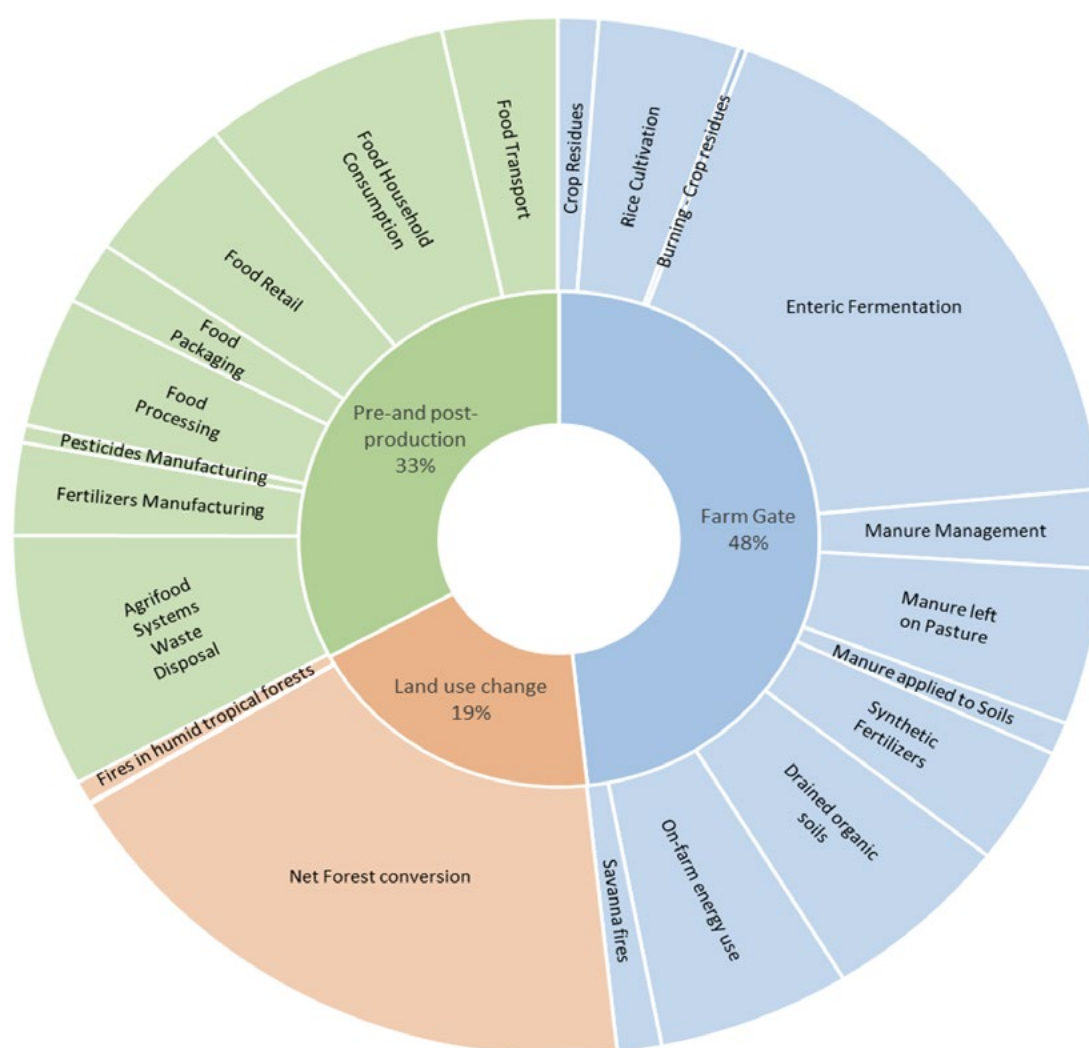 Food Transport
Food Household
Consumption
Food Retail
Food
Packaging
Food
Processing
Pesticides Manufacturing
Fertilizers Manufacturing
Agrifood
Systems
Waste
Disposal
Pre-and post-
production
33%
Crop Residues
Rice Cultivation
Burning - Crop residues
Enteric Fermentation
Manure Management
Manure left
on Pasture
Manure applied to Soils
Synthetic
Fertilizers
Drained organic
soils
On-farm energy use
Savanna fires
Farm Gate
48%
Land use change
19%
Fires in humid tropical forests
Net Forest conversion